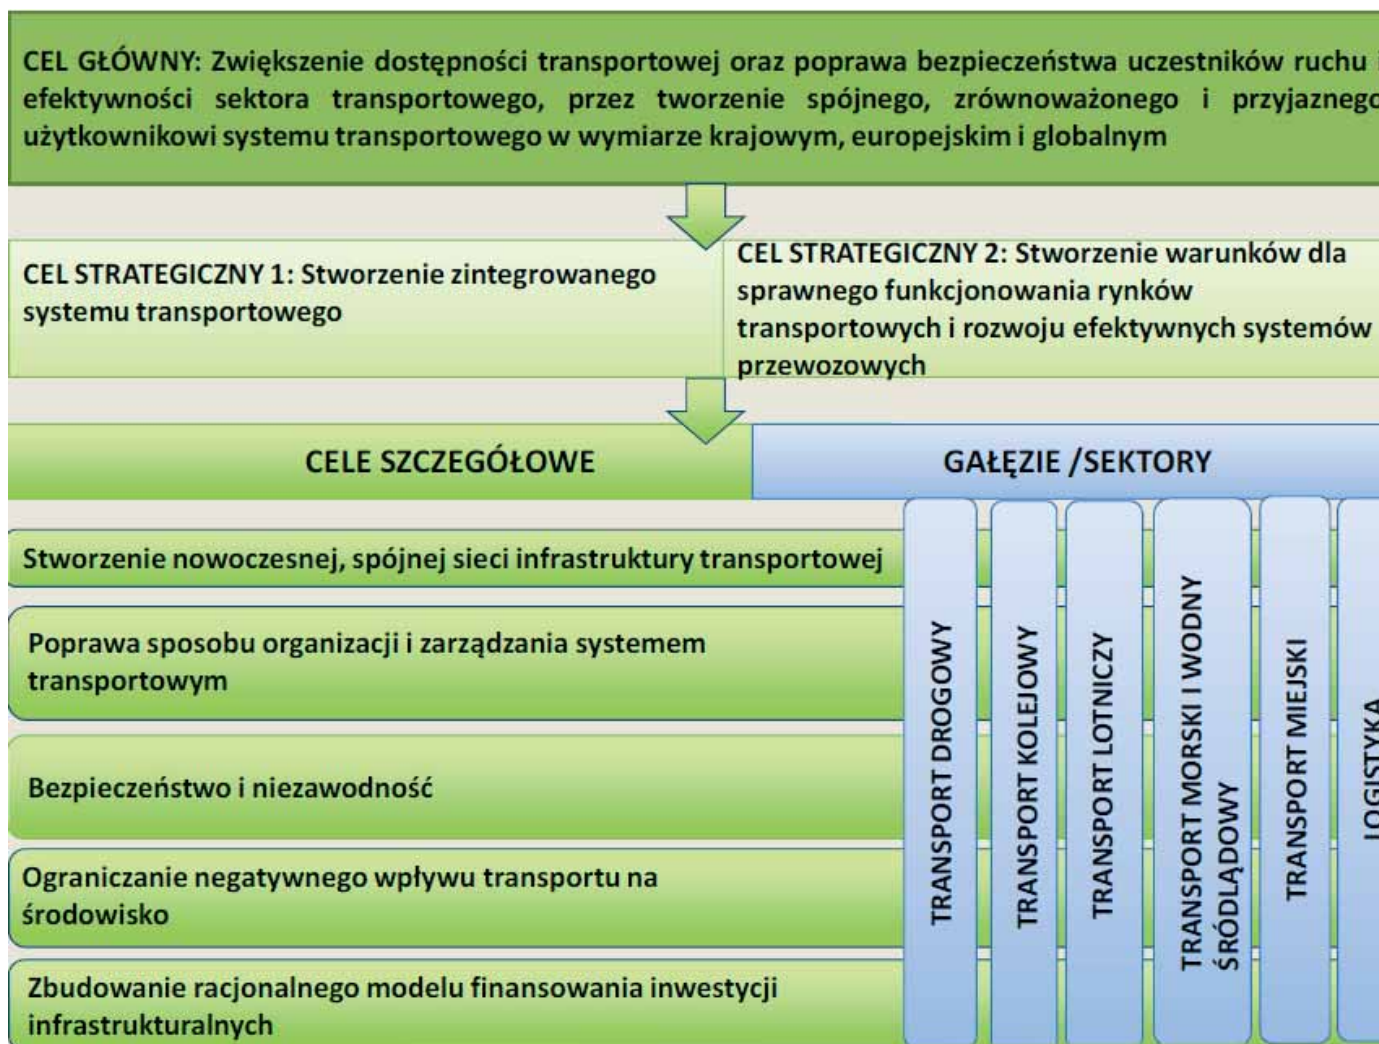 CEL GŁÓWNY: Zwiększenie dostępności transportowej oraz poprawa bezpieczeństwa uczestników ruchu i
efektywności sektora transportowego, przez tworzenie spójnego, zrównoważonego i przyjaznego
użytkownikowi systemu transportowego w wymiarze krajowym, europejskim i globalnym
CEL STRATEGICZNY 1: Stworzenie zintegrowanego
systemu transportowego
CEL STRATEGICZNY 2: Stworzenie warunków dla
sprawnego funkcjonowania rynków
transportowych i rozwoju efektywnych systemów
przewozowych
CELE SZCZEGÓŁOWE
GAŁĘZIE /SEKTORY
Stworzenie nowoczesnej, spójnej sieci infrastruktury transportowej
Poprawa sposobu organizacji i zarządzania systemem
transportowym
Bezpieczeństwo i niezawodność
Ograniczanie negatywnego wpływu transportu na
środowisko
Zbudowanie racjonalnego modelu finansowania inwestycji
infrastrukturalnych
TRANSPORT DROGOWY
TRANSPORT KOLEJOWY
TRANSPORT LOTNICZY
TRANSPORT MORSKI I WODNY
ŚRÓDLĄDOWY
TRANSPORT MIEJSKI
LOGISTYKA